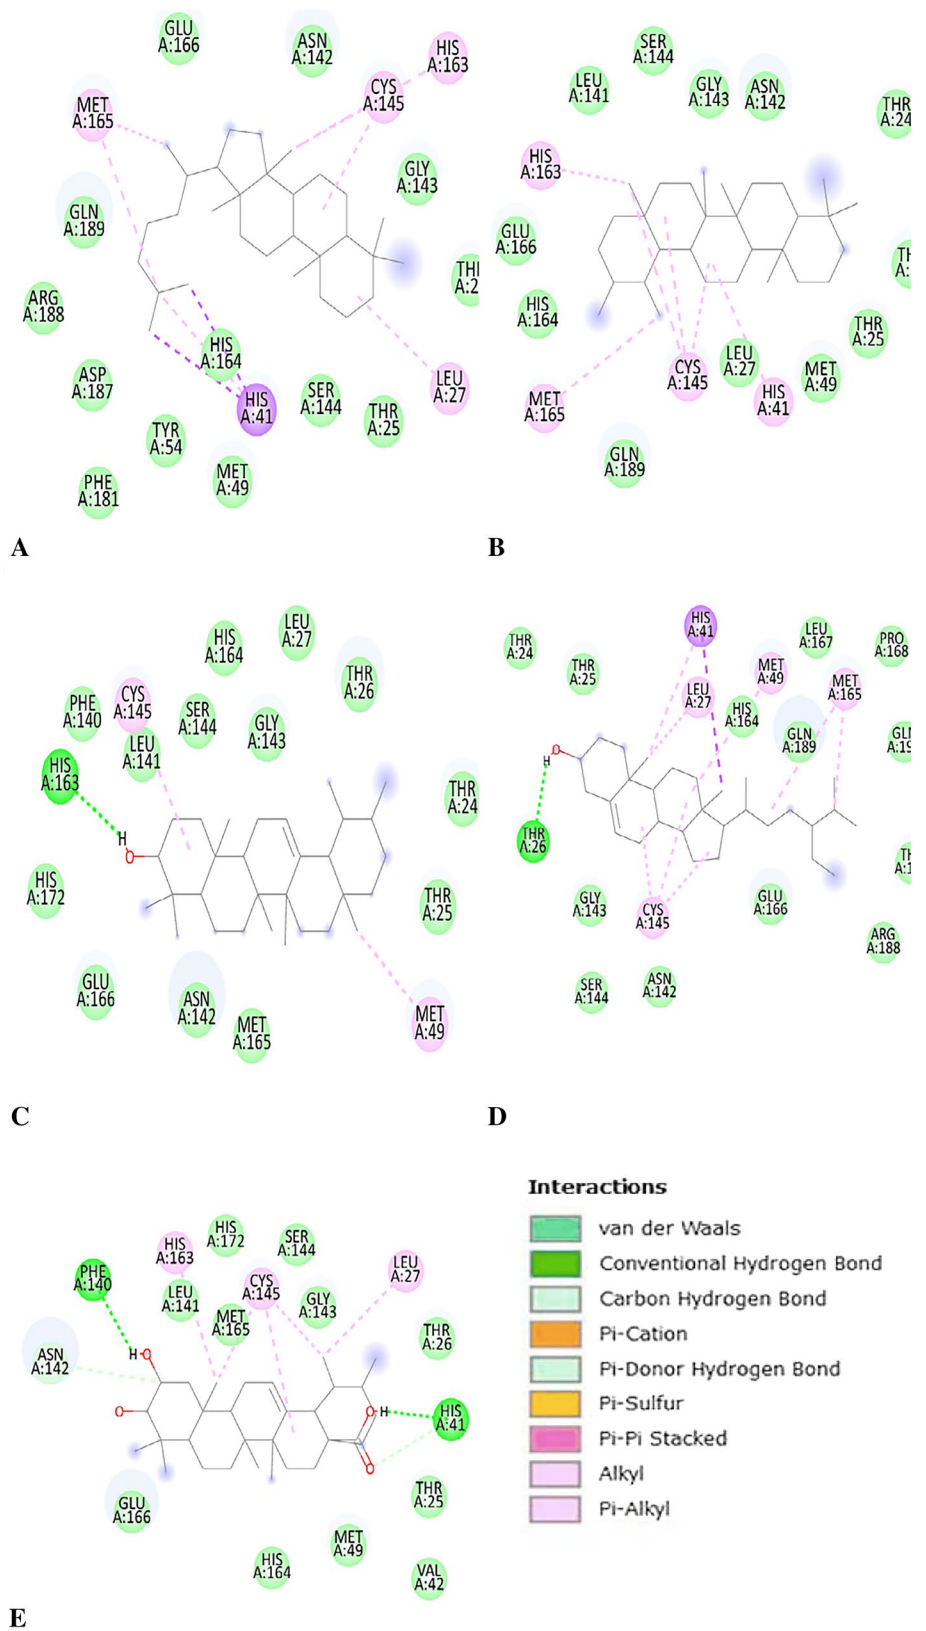 GLU
A:166
ASN
A:142
HIS
A:163
MET
A:165
CYS
A:145
GLY
A:143
GLN
A:189
ARG
A:188
HIS
A:164
ASP
A:187
HIS
A:41
SER
A:144
LEU
A:27
THR
A:25
TYR
A:54
MET
A:49
PHE
A:181
A
SER
A:144
LEU
A:141
GLY
A:143
ASN
A:142
THR
A:24
HIS
A:163
GLU
A:166
HIS
A:164
THR
A:25
MET
A:165
CYS
A:145
LEU
A:27
MET
A:49
HIS
A:41
GLN
A:189
B
LEU
A:27
HIS
A:164
THR
A:26
PHE
A:140
CYS
A:145
SER
A:144
GLY
A:143
LEU
A:141
HIS
A:163
THR
A:24
H
O
HIS
A:172
THR
A:25
GLU
A:166
ASN
A:142
MET
A:165
MET
A:49
C
HIS
A:41
THR
A:24
LEU
A:167
PRO
A:168
THR
A:25
MET
A:49
MET
A:165
LEU
A:27
HIS
A:164
GLN
A:189
O
H
THR
A:26
GLY
A:143
CYS
A:145
GLU
A:166
ARG
A:188
SER
A:144
ASN
A:142
D
HIS
A:172
SER
A:144
HIS
A:163
PHE
A:140
CYS
A:145
LEU
A:27
LEU
A:141
MET
A:165
GLY
A:143
THR
A:26
ASN
A:142
H O
O
O H
HIS
A:41
O
GLU
A:166
THR
A:25
MET
A:49
HIS
A:164
VAL
A:42
E
Interactions
van der Waals
Conventional Hydrogen Bond
Carbon Hydrogen Bond
Pi-Cation
Pi-Donor Hydrogen Bond
Pi-Sulfur
Pi-Pi Stacked
Alkyl
Pi-Alkyl